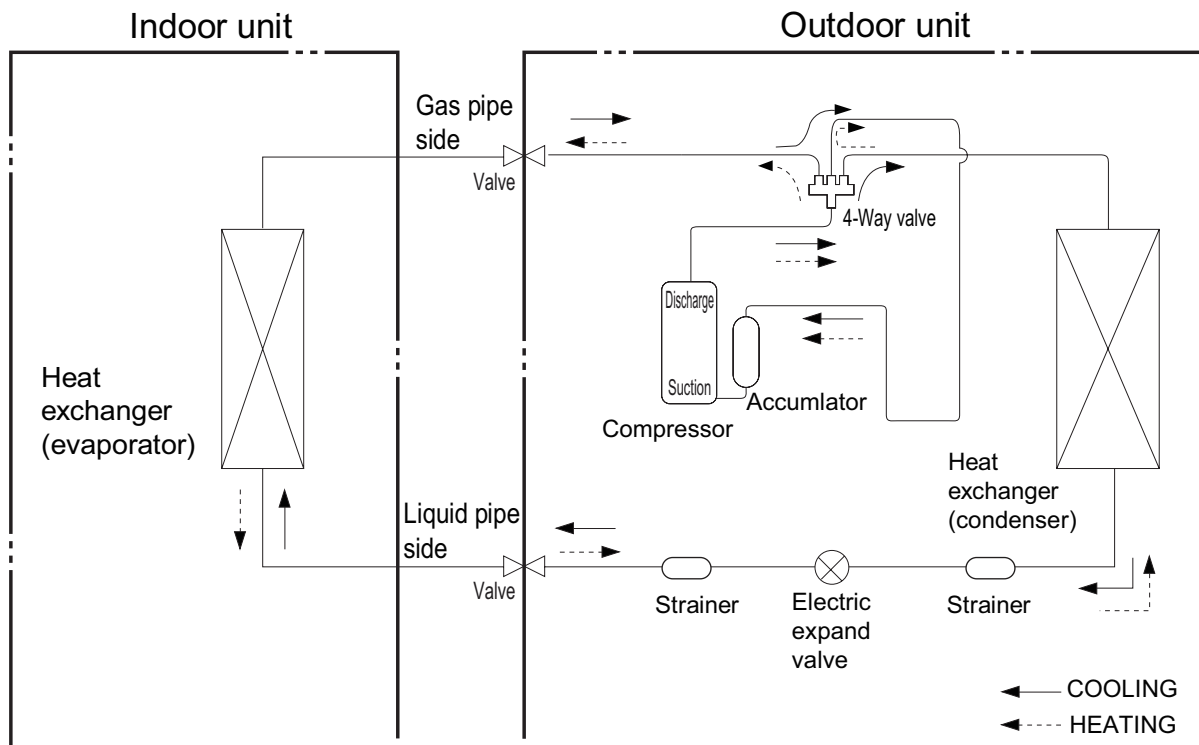 Indoor unit
Outdoor unit
Gas pipe
side
Valve
4-Way valve
Discharge
Suction
Compressor
Accumlator
Heat
exchanger
(evaporator)
Heat
exchanger
(condenser)
Liquid pipe
side
Valve
Strainer
Electric
expand
valve
Strainer
COOLING
HEATING